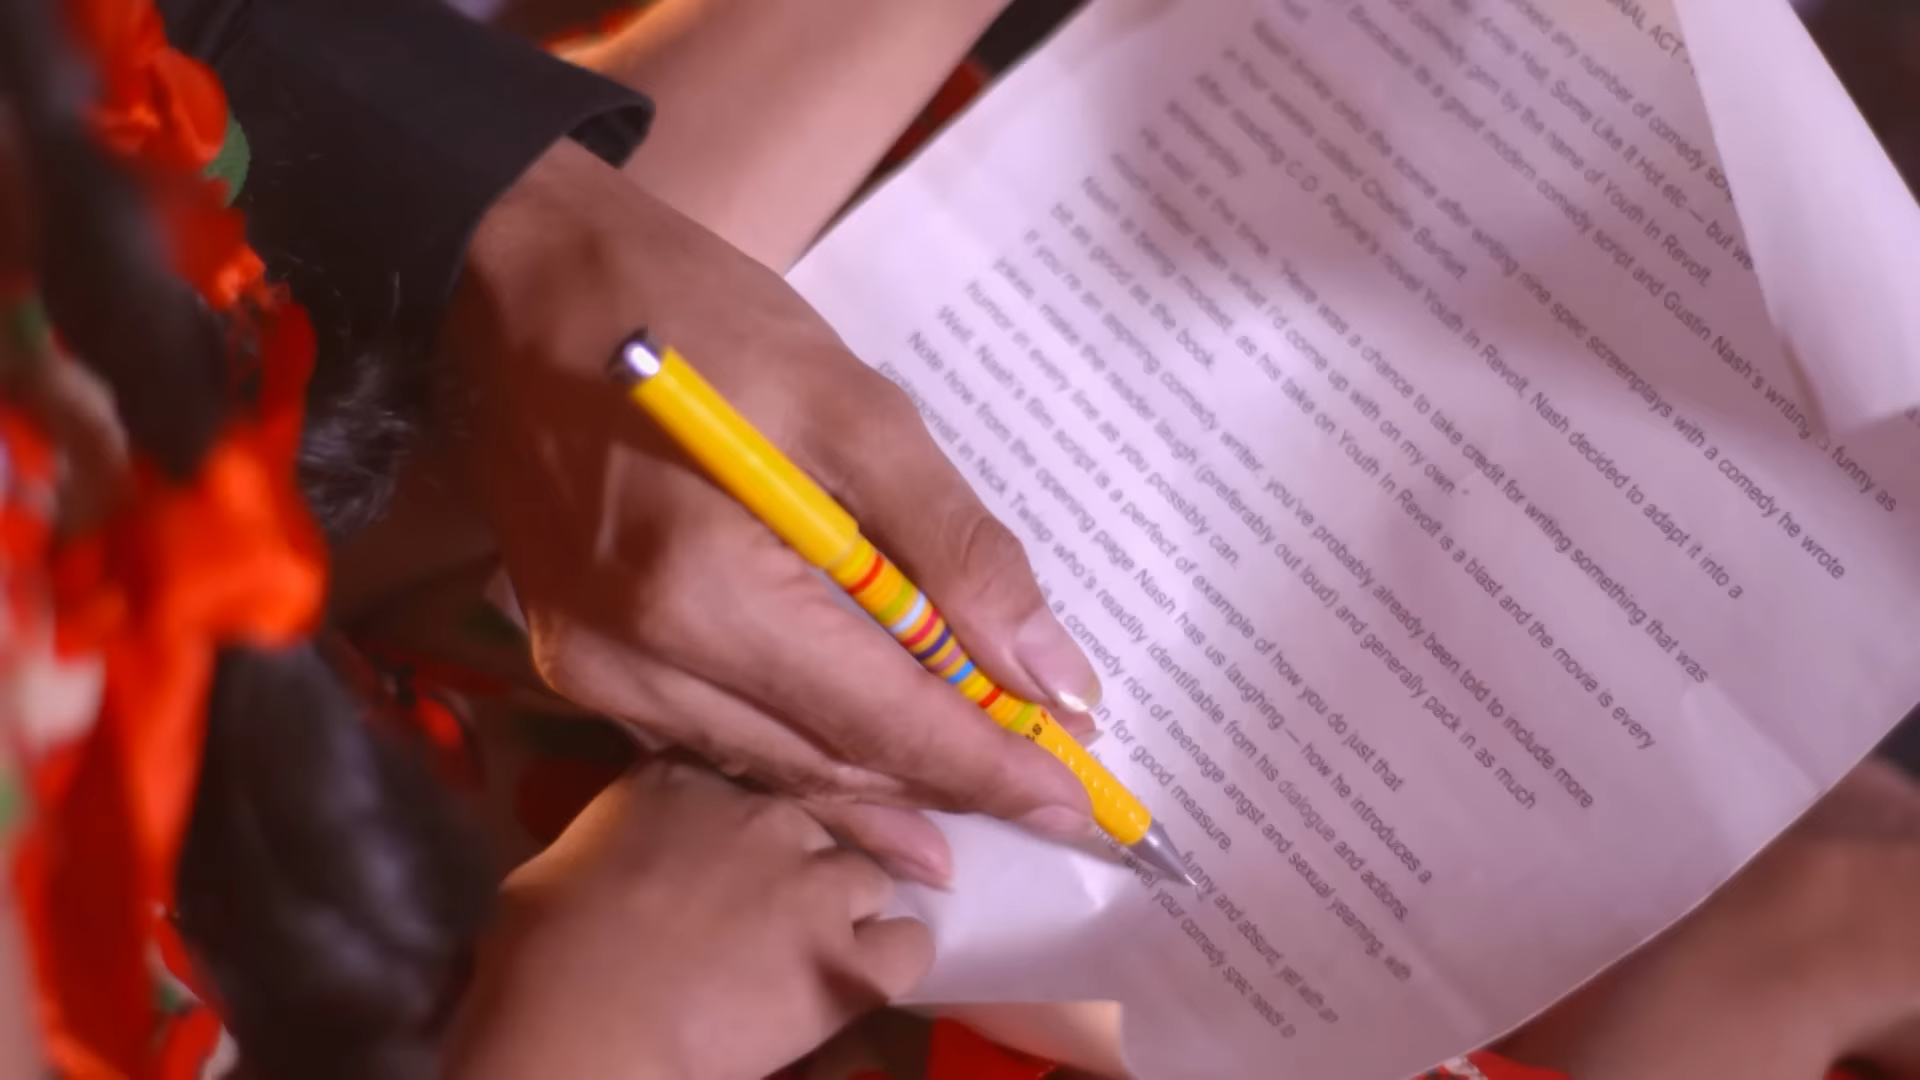 NAL ACT
any number of comedy
Annie Hall, Some Like It Hot etc — but we
comedy gem by the name of Youth In Revolt.
Because its a great modern comedy script and Gustin Nash's writing is funny as
Nash broke onto the scene after writing nine spec screenplays with a comedy he wrote
in four weeks called Charlie Bartlett.
After reading C.D. Payne's novel Youth In Revolt, Nash decided to adapt it into a
screenplay.
He said at the time, "Here was a chance to take credit for writing something that was
much better than what I'd come up with on my own."
Nash is being modest, as his take on Youth In Revolt is a blast and the movie is every
bit as good as the book.
If you're an aspiring comedy writer, you've probably already been told to include more
jokes, make the reader laugh (preferably out loud) and generally pack in as much
humor in every line as you possibly can.
Well, Nash's film script is a perfect of example of how you do just that
Note how from the opening page Nash has us laughing — how he introduces a
protagonist in Nick Twisp who's readily identifiable from his dialogue and actions.
a comedy riot of teenage angst and sexual yearning, with
in for good measure.
funny and absurd, yet with an
level your comedy spec needs to